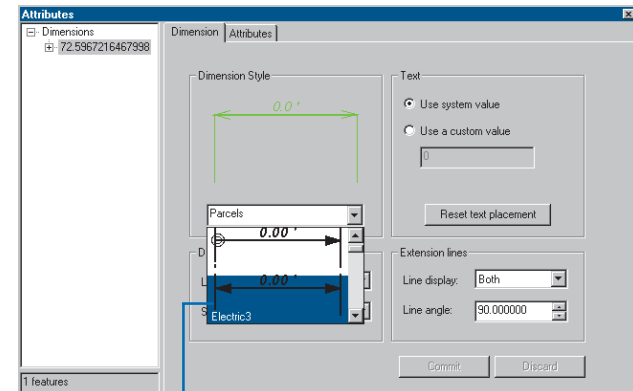 Attributes
Dimensions
72.5967216467998
Dimension Attributes
Dimension Style
0.0 '
Parcels
0.00 '
0.00 '
Electric3
D
L
S
Text
Use system value
Use a custom value
0
Reset text placement
Extension lines
Line display: Both
Line angle: 90.000000
Commit Discard
1 features